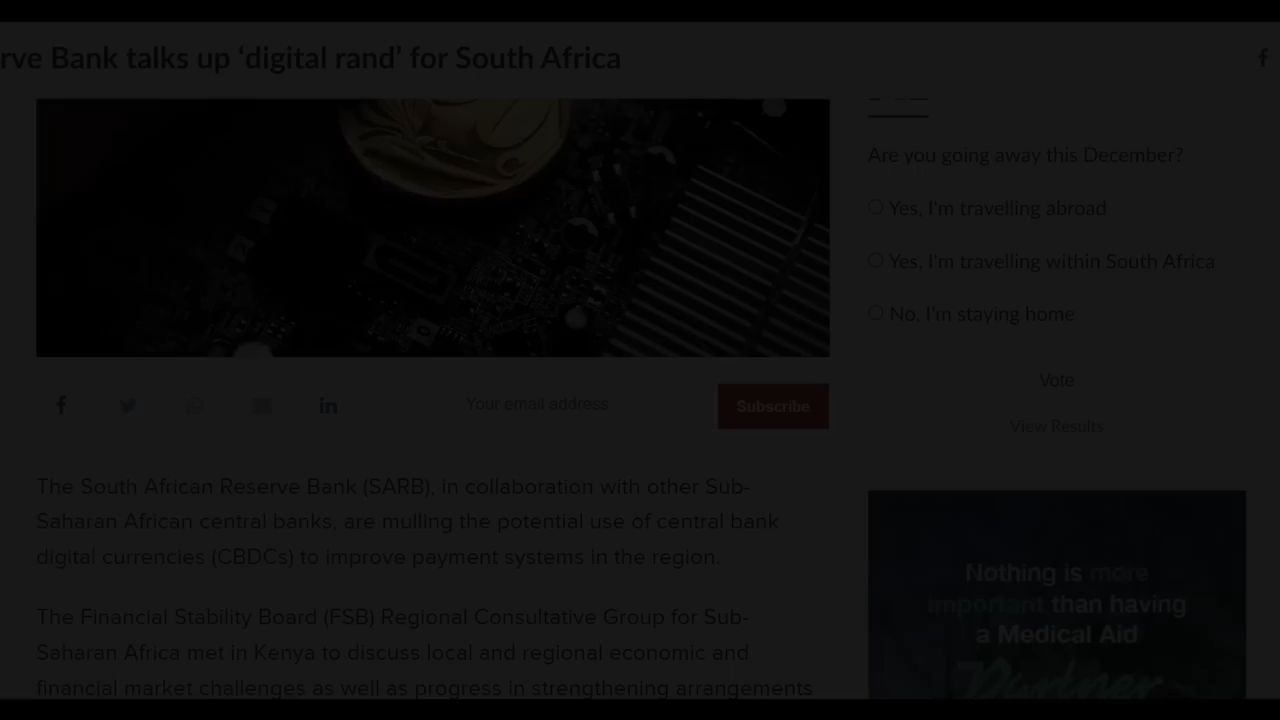 rve Bank talks up ‘digital rand’ for South Africa
Are you going away this December?
Yes, I'm travelling abroad
Yes, I'm travelling within South Africa
No, I'm staying home
Vote
View Results
Your email address
Subscribe
The South African Reserve Bank (SARB), in collaboration with other Sub-
Saharan African central banks, are mulling the potential use of central bank
digital currencies (CBDCs) to improve payment systems in the region.
The Financial Stability Board (FSB) Regional Consultative Group for Sub-
Saharan Africa met in Kenya to discuss local and regional economic and
financial market challenges as well as progress in strengthening arrangements
Nothing is more
important than having
a Medical Aid
Partner